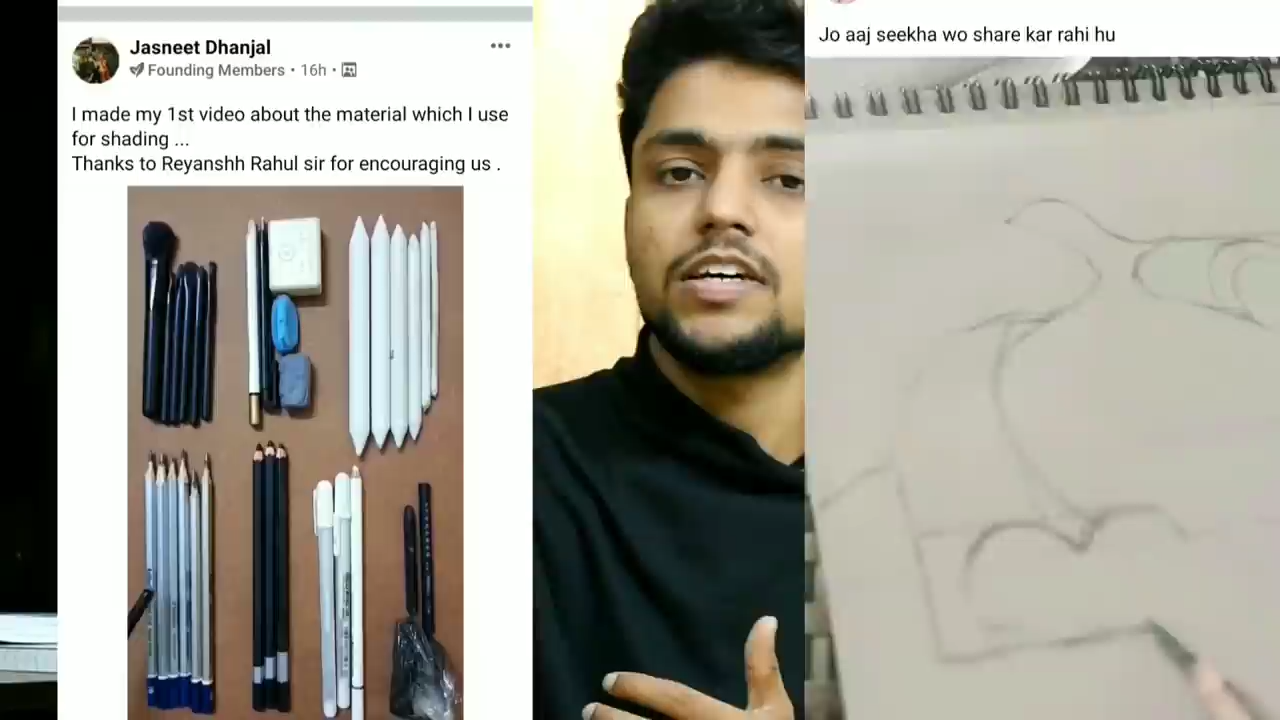 Jasneet Dhanjal
Founding Members • 16h •
I made my 1st video about the material which I use
for shading ...
Thanks to Reyanshh Rahul sir for encouraging us .
Jo aaj seekha wo share kar rahi hu